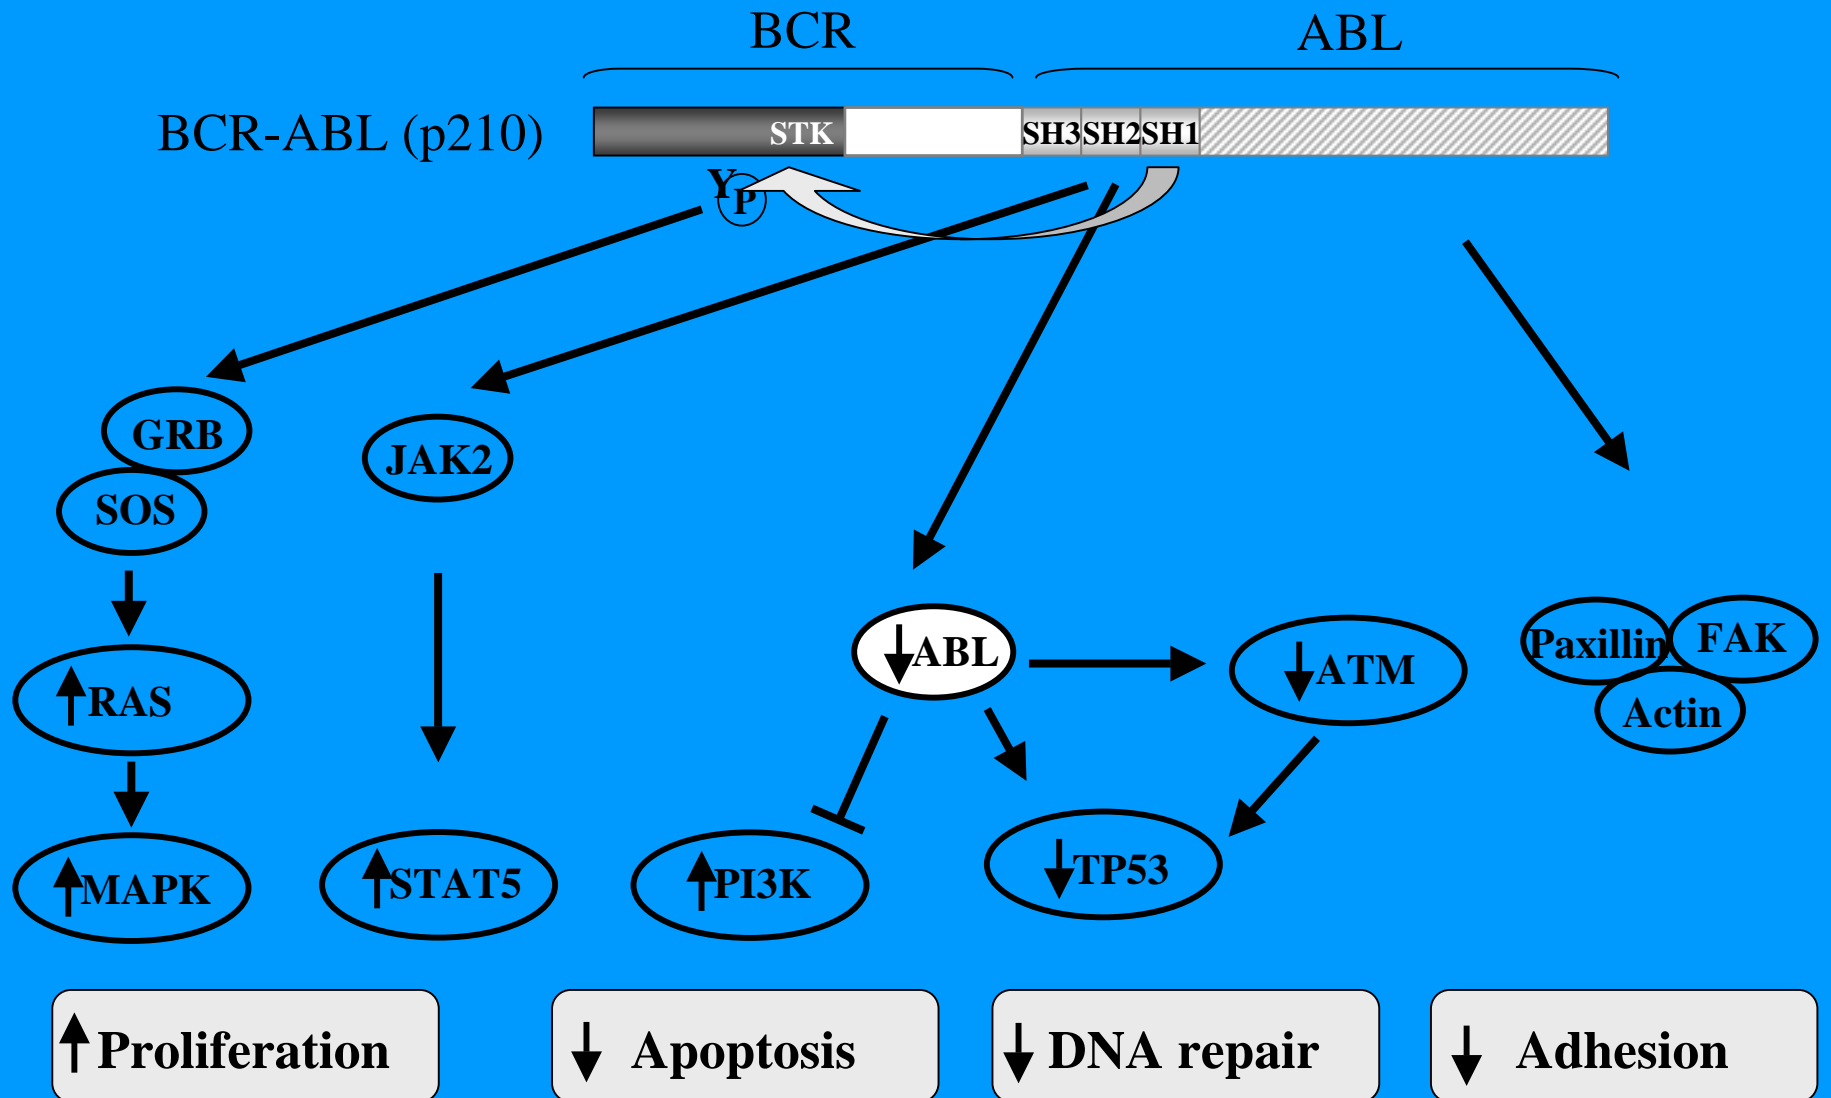 BCR
ABL
BCR-ABL (p210)
STK
SH3
SH2
SH1
Y
P
GRB
SOS
JAK2
RAS
MAPK
STAT5
ABL
ATM
PI3K
TP53
Paxillin
FAK
Actin
Proliferation
Apoptosis
DNA repair
Adhesion